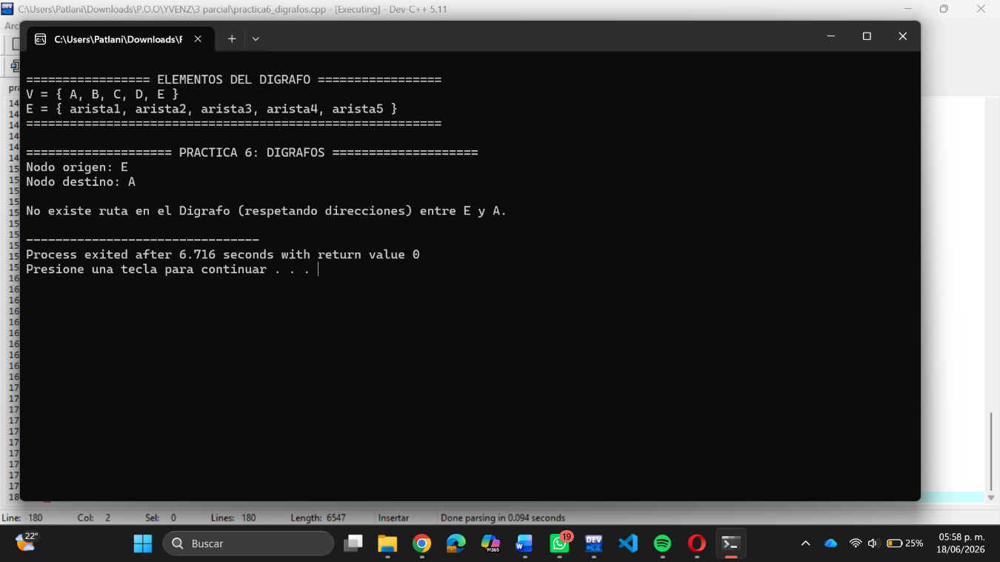 C:\Users\Patlani\Downloads\P.O.O\YVENZ\3 parcial\practica6_digrafos.cpp - [Executing] - Dev-C++ 5.11
C:\Users\Patlani\Downloads\F
================= ELEMENTOS DEL DIGRAFO =================
V = { A, B, C, D, E }
E = { arista1, arista2, arista3, arista4, arista5 }
=========================================================
==================== PRACTICA 6: DIGRAFOS ====================
Nodo origen: E
Nodo destino: A
No existe ruta en el Digrafo (respetando direcciones) entre E y A.
--------------------------------
Process exited after 6.716 seconds with return value 0
Presione una tecla para continuar . . .
Line: 180 Col: 2 Sel: 0 Lines: 180 Length: 6547 Insertar Done parsing in 0.094 seconds
22°
Buscar
M365
19
DEV
C++
25%
05:58 p. m.
18/06/2026